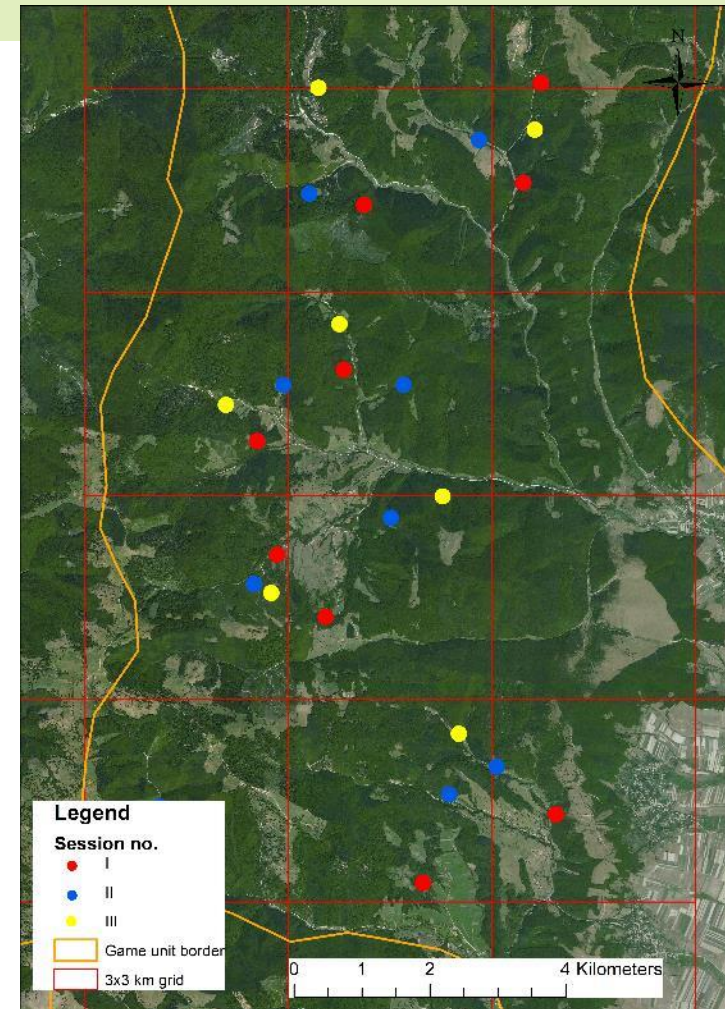 N
Legend
Session no.
I
II
III
Game unit border
3x3 km grid
0 1 2 4 Kilometers